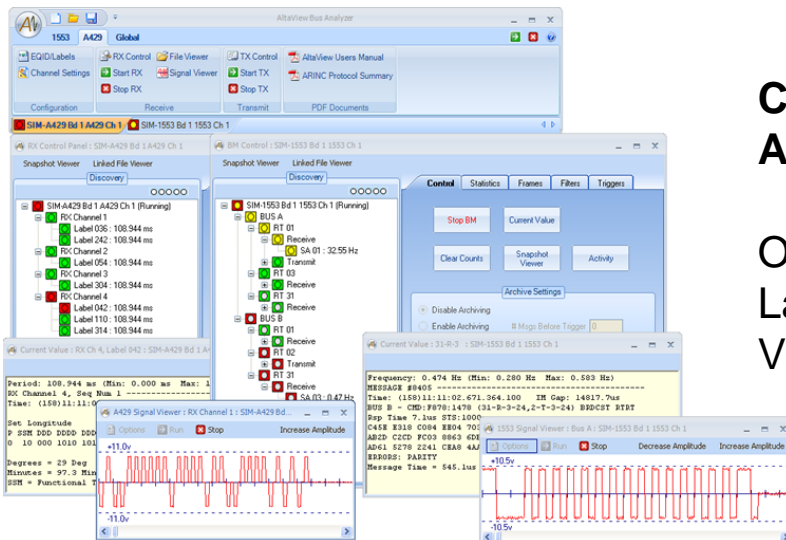 AltaView Bus Analyzer
1553 A429 Global
EQID/Labels RX Control File Viewer TX Control AltaView Users Manual
Channel Settings Start RX Signal Viewer Start TX ARINC Protocol Summary
Stop RX Stop TX
Configuration Receive Transmit PDF Documents
SIM-A429 Bd 1 A429 Ch 1 SIM-1553 Bd 1 1553 Ch 1
RX Control Panel : SIM-A429 Bd 1 A429 Ch 1
Snapshot Viewer Linked File Viewer
Discovery
SIM-A429 Bd 1 A429 Ch 1 (Running)
RX Channel 1
Label 036 : 108.944 ms
Label 242 : 108.944 ms
RX Channel 2
Label 054 : 108.944 ms
RX Channel 3
Label 304 : 108.944 ms
RX Channel 4
Label 042 : 108.944 ms
Label 110 : 108.944 ms
Label 314 : 108.944 ms
BM Control : SIM-1553 Bd 1 1553 Ch 1
Snapshot Viewer Linked File Viewer
Discovery
SIM-1553 Bd 1 1553 Ch 1 (Running)
BUS A
RT 01
Receive
SA 01 : 32.55 Hz
Transmit
RT 03
Receive
RT 31
Receive
BUS B
RT 01
Receive
RT 02
Transmit
RT 31
Receive
SA 03 : 0.47 Hz
Control Statistics Frames Filters Triggers
Stop BM Current Value
Clear Counts Snapshot Viewer Activity
Archive Settings
Disable Archiving
Enable Archiving # Msgs Before Trigger 0
Current Value : RX Ch 4, Label 042 : SIM-A429 Bd 1 A
Period: 108.944 ms (Min: 0.000 ms Max: 1
RX Channel 4, Seq Num 1
Time: (158)11:11:0
Set Longitude
P SSM DDD DDDD DDD
0 10 000 1010 101
Degrees = 29 Deg
Minutes = 97.3 Min
SSM = Functional T
Current Value : 31-R-3 : SIM-1553 Bd 1 1553 Ch 1
Frequency: 0.474 Hz (Min: 0.280 Hz Max: 0.583 Hz)
MESSAGE #8405
Time: (158)11:11:02.671.364.100 IM Gap: 14817.7us
BUS B - CMD:F878:1478 (31-R-3-24,2-T-3-24) BRDCST RTRT
Rsp Time 7.1us STS:1000
C45E E318 C084 EE04 70
AB2D C2CD FC03 8863 6D
AD61 5278 2241 CEA8 4A
ERRORS: PARITY
Message Time = 545.1us
A429 Signal Viewer : RX Channel 1 : SIM-A429 Bd...
Options Run Stop Increase Amplitude
+11.0v
-11.0v
1553 Signal Viewer : Bus A : SIM-1553 Bd 1 1553 Ch 1
Options Run Stop Decrease Amplitude Increase Amplitude
+10.5v
-10.5v
C
A
O
La
V